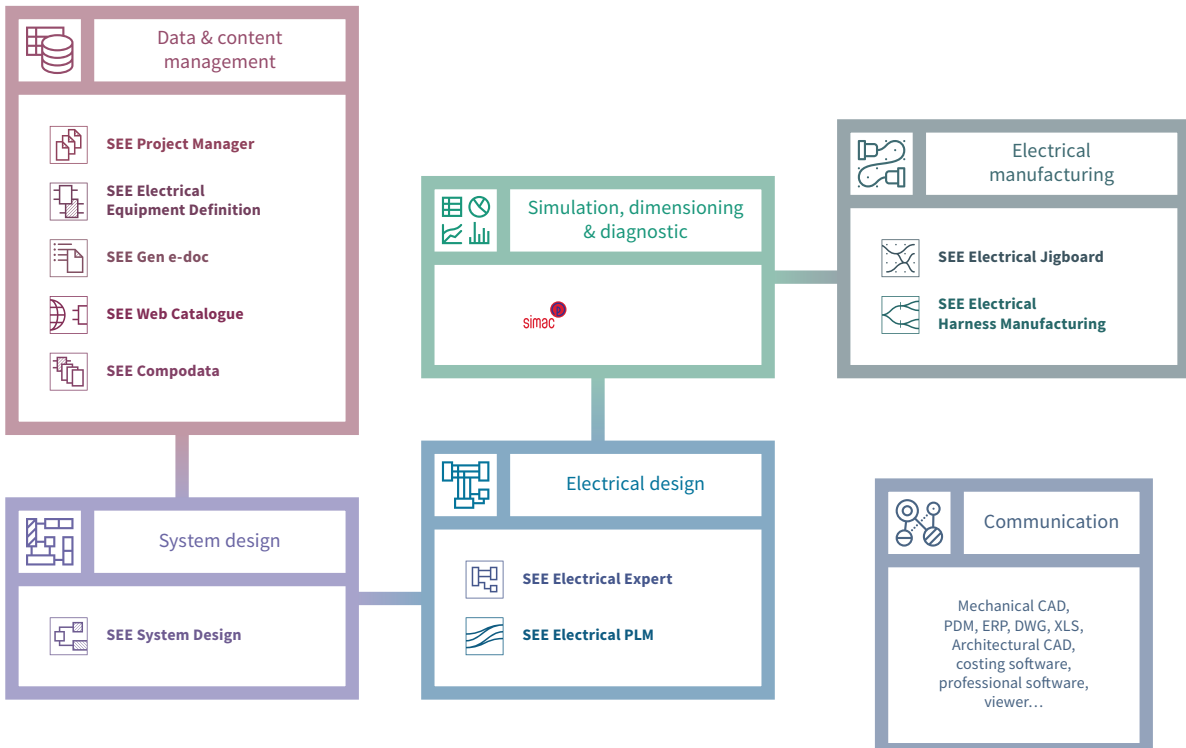 Data & content
management
SEE Project Manager
SEE Electrical
Equipment Definition
SEE Gen e-doc
SEE Web Catalogue
SEE Compodata
System design
SEE System Design
Simulation, dimensioning
& diagnostic
simac
Electrical design
SEE Electrical Expert
SEE Electrical PLM
Electrical
manufacturing
SEE Electrical Jigboard
SEE Electrical
Harness Manufacturing
Communication
Mechanical CAD,
PDM, ERP, DWG, XLS,
Architectural CAD,
costing software,
professional software,
viewer…